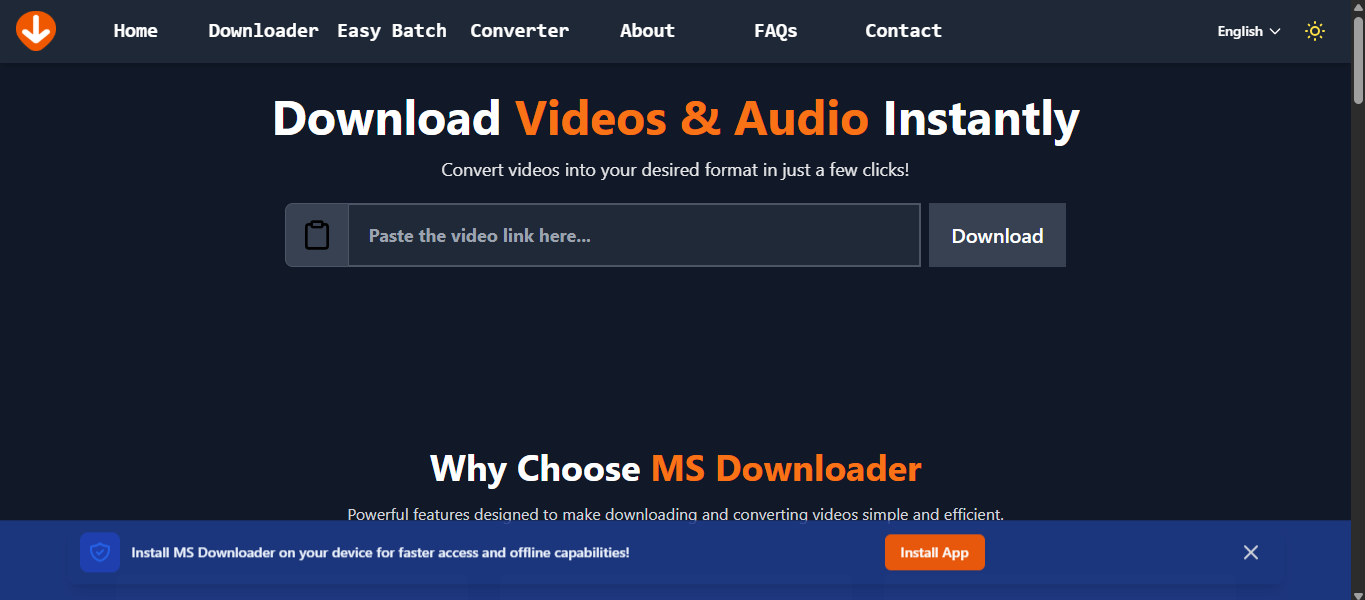 Home Downloader Easy Batch Converter About FAQs Contact English
Download Videos & Audio Instantly
Convert videos into your desired format in just a few clicks!
Paste the video link here... Download
Why Choose MS Downloader
Powerful features designed to make downloading and converting videos simple and efficient.
Install MS Downloader on your device for faster access and offline capabilities! Install App